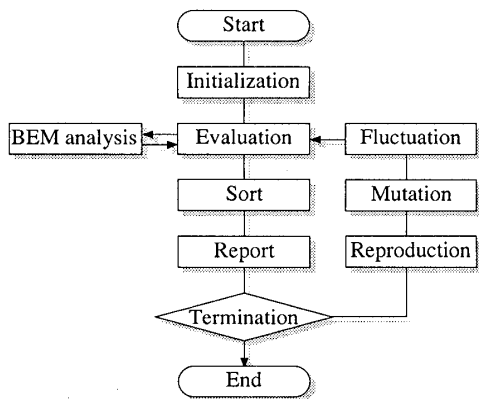 Start
Initialization
BEM analysis
Evaluation
Fluctuation
Sort
Mutation
Report
Reproduction
Termination
End